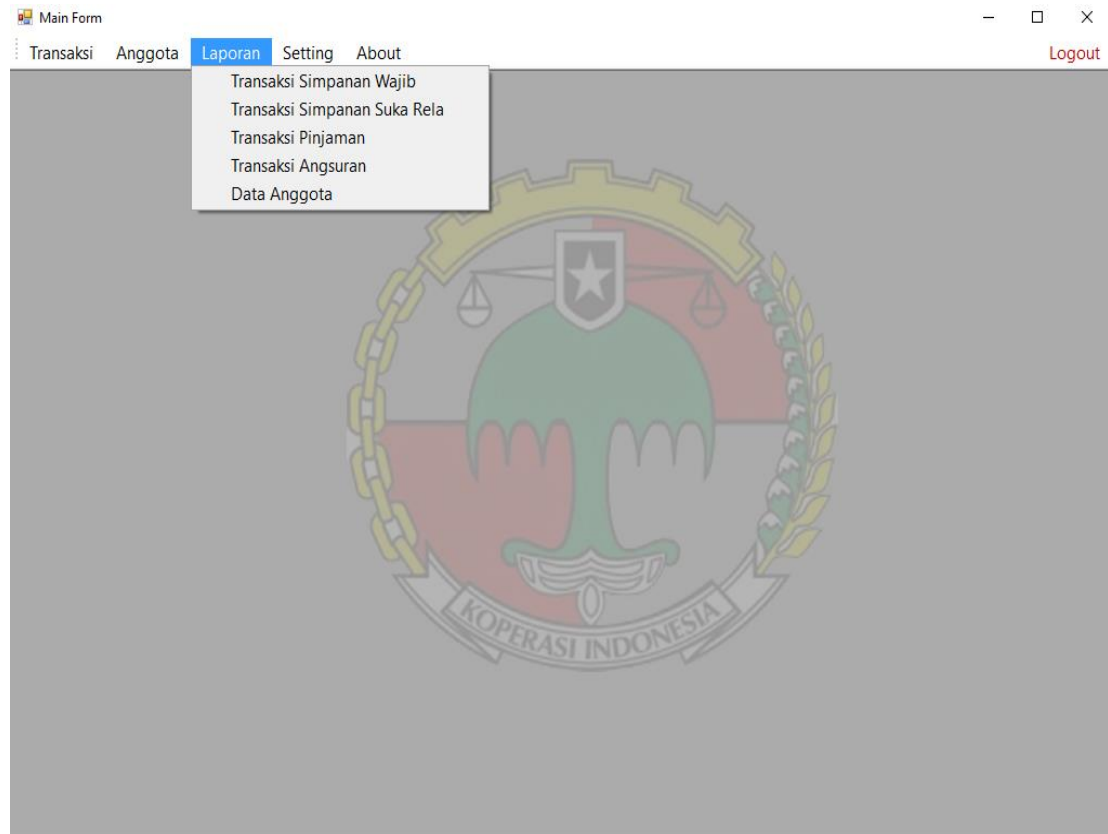 Main Form
Transaksi Anggota Laporan Setting About Logout
Transaksi Simpanan Wajib
Transaksi Simpanan Suka Rela
Transaksi Pinjaman
Transaksi Angsuran
Data Anggota
KOPERASI INDONESIA